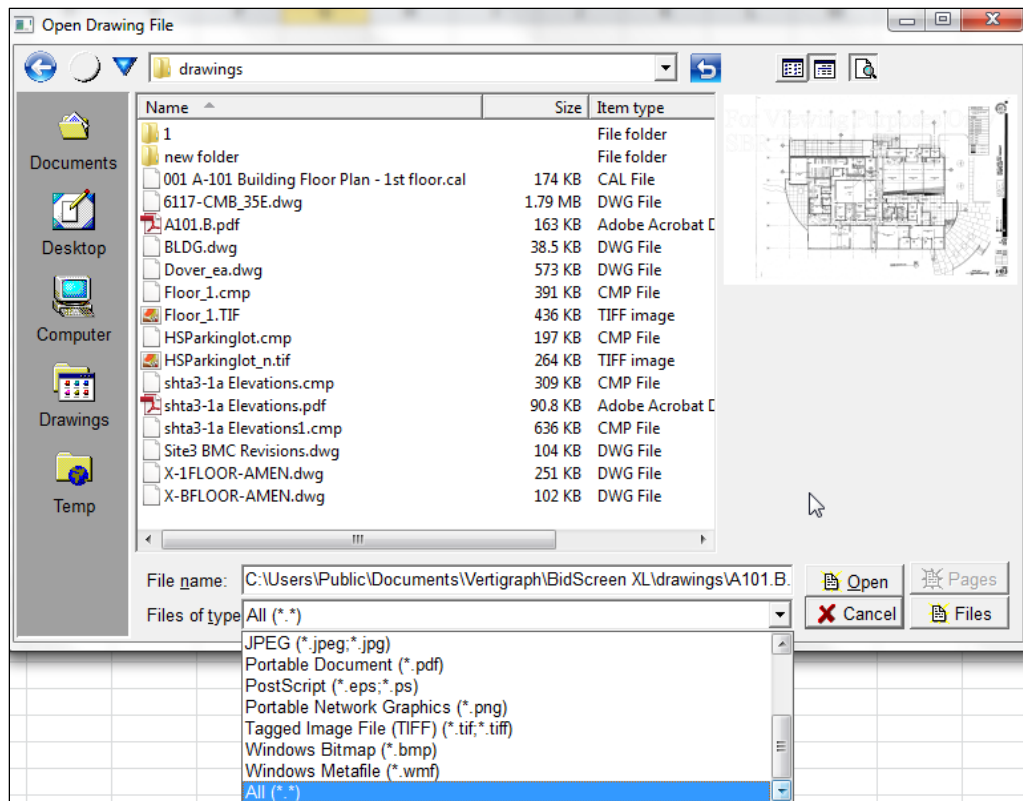 Open Drawing File
drawings
Name Size Item type
1 File folder
new folder File folder
001 A-101 Building Floor Plan - 1st floor.cal 174 KB CAL File
6117-CMB_35E.dwg 1.79 MB DWG File
A101.B.pdf 163 KB Adobe Acrobat D
BLDG.dwg 38.5 KB DWG File
Dover_ea.dwg 573 KB DWG File
Floor_1.cmp 391 KB CMP File
Floor_1.TIF 436 KB TIFF image
HSParkinglot.cmp 197 KB CMP File
HSParkinglot_n.tif 264 KB TIFF image
shta3-1a Elevations.cmp 309 KB CMP File
shta3-1a Elevations.pdf 90.8 KB Adobe Acrobat D
shta3-1a Elevations1.cmp 636 KB CMP File
Site3 BMC Revisions.dwg 104 KB DWG File
X-1FLOOR-AMEN.dwg 251 KB DWG File
X-BFLOOR-AMEN.dwg 102 KB DWG File
Documents
Desktop
Computer
Drawings
Temp
For Viewing Purposes
File name: C:\Users\Public\Documents\Vertigraph\BidScreen XL\drawings\A101.B.
Open Pages
Files of type All (*.*)
Cancel Files
JPEG (*.jpeg;*.jpg)
Portable Document (*.pdf)
PostScript (*.eps;*.ps)
Portable Network Graphics (*.png)
Tagged Image File (TIFF) (*.tif;*.tiff)
Windows Bitmap (*.bmp)
Windows Metafile (*.wmf)
All (*.*)